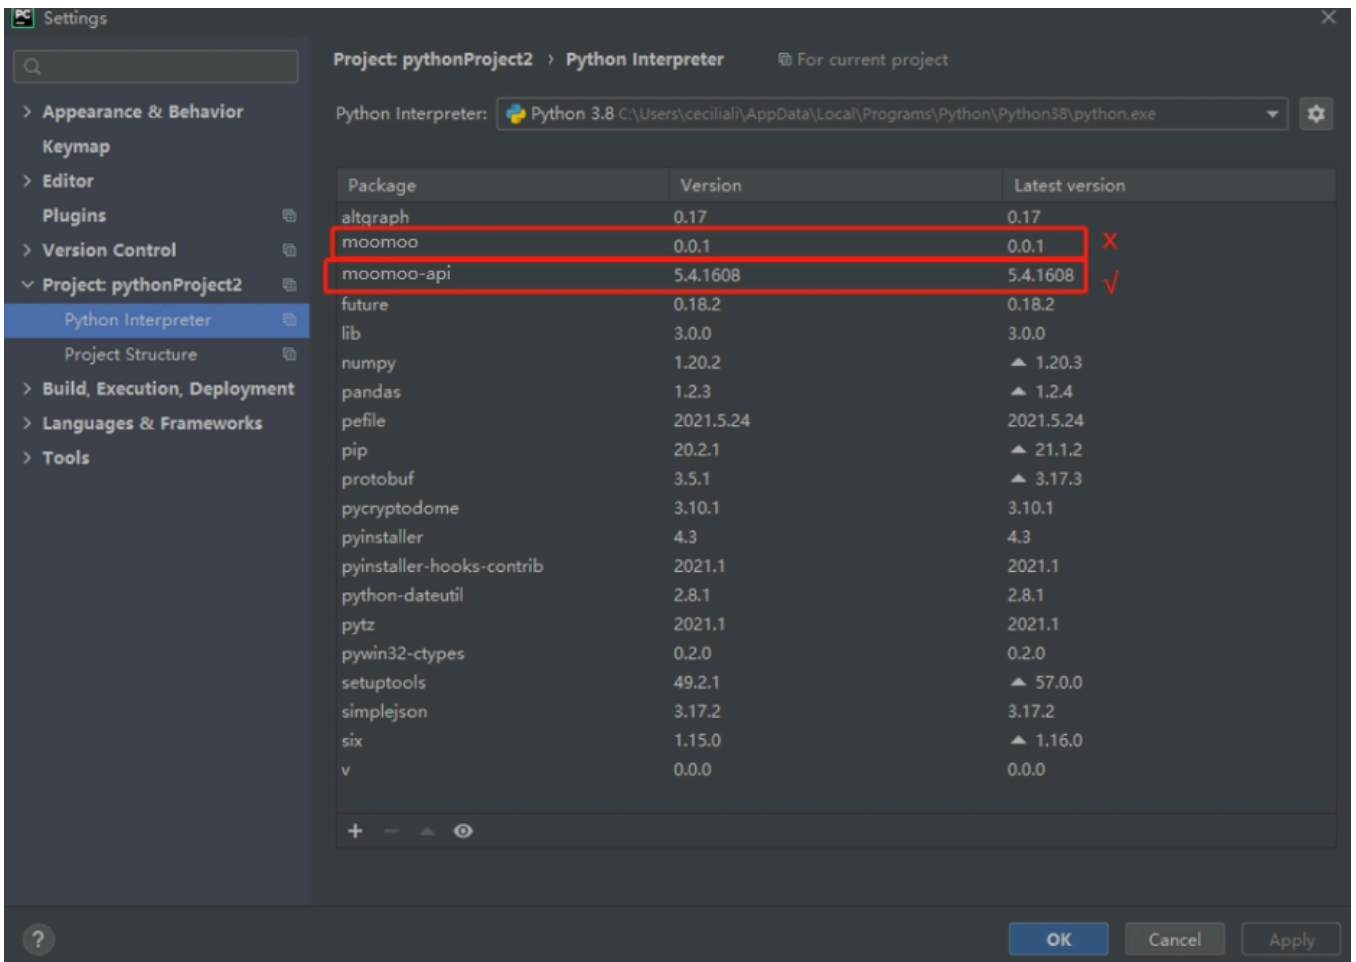 PC Settings
Project: pythonProject2 › Python Interpreter For current project
Appearance & Behavior
Keymap
Editor
Plugins
Version Control
Project: pythonProject2
Python Interpreter
Project Structure
Build, Execution, Deployment
Languages & Frameworks
Tools
Python Interpreter: Python 3.8 C:\Users\ceciliali\AppData\Local\Programs\Python\Python38\python.exe
Package Version Latest version
altgraph 0.17 0.17
moomoo 0.0.1 0.0.1 X
moomoo-api 5.4.1608 5.4.1608 √
future 0.18.2 0.18.2
lib 3.0.0 3.0.0
numpy 1.20.2 ▲ 1.20.3
pandas 1.2.3 ▲ 1.2.4
pefile 2021.5.24 2021.5.24
pip 20.2.1 ▲ 21.1.2
protobuf 3.5.1 ▲ 3.17.3
pycryptodome 3.10.1 3.10.1
pyinstaller 4.3 4.3
pyinstaller-hooks-contrib 2021.1 2021.1
python-dateutil 2.8.1 2.8.1
pytz 2021.1 2021.1
pywin32-ctypes 0.2.0 0.2.0
setuptools 49.2.1 ▲ 57.0.0
simplejson 3.17.2 3.17.2
six 1.15.0 ▲ 1.16.0
v 0.0.0 0.0.0
? OK Cancel Apply